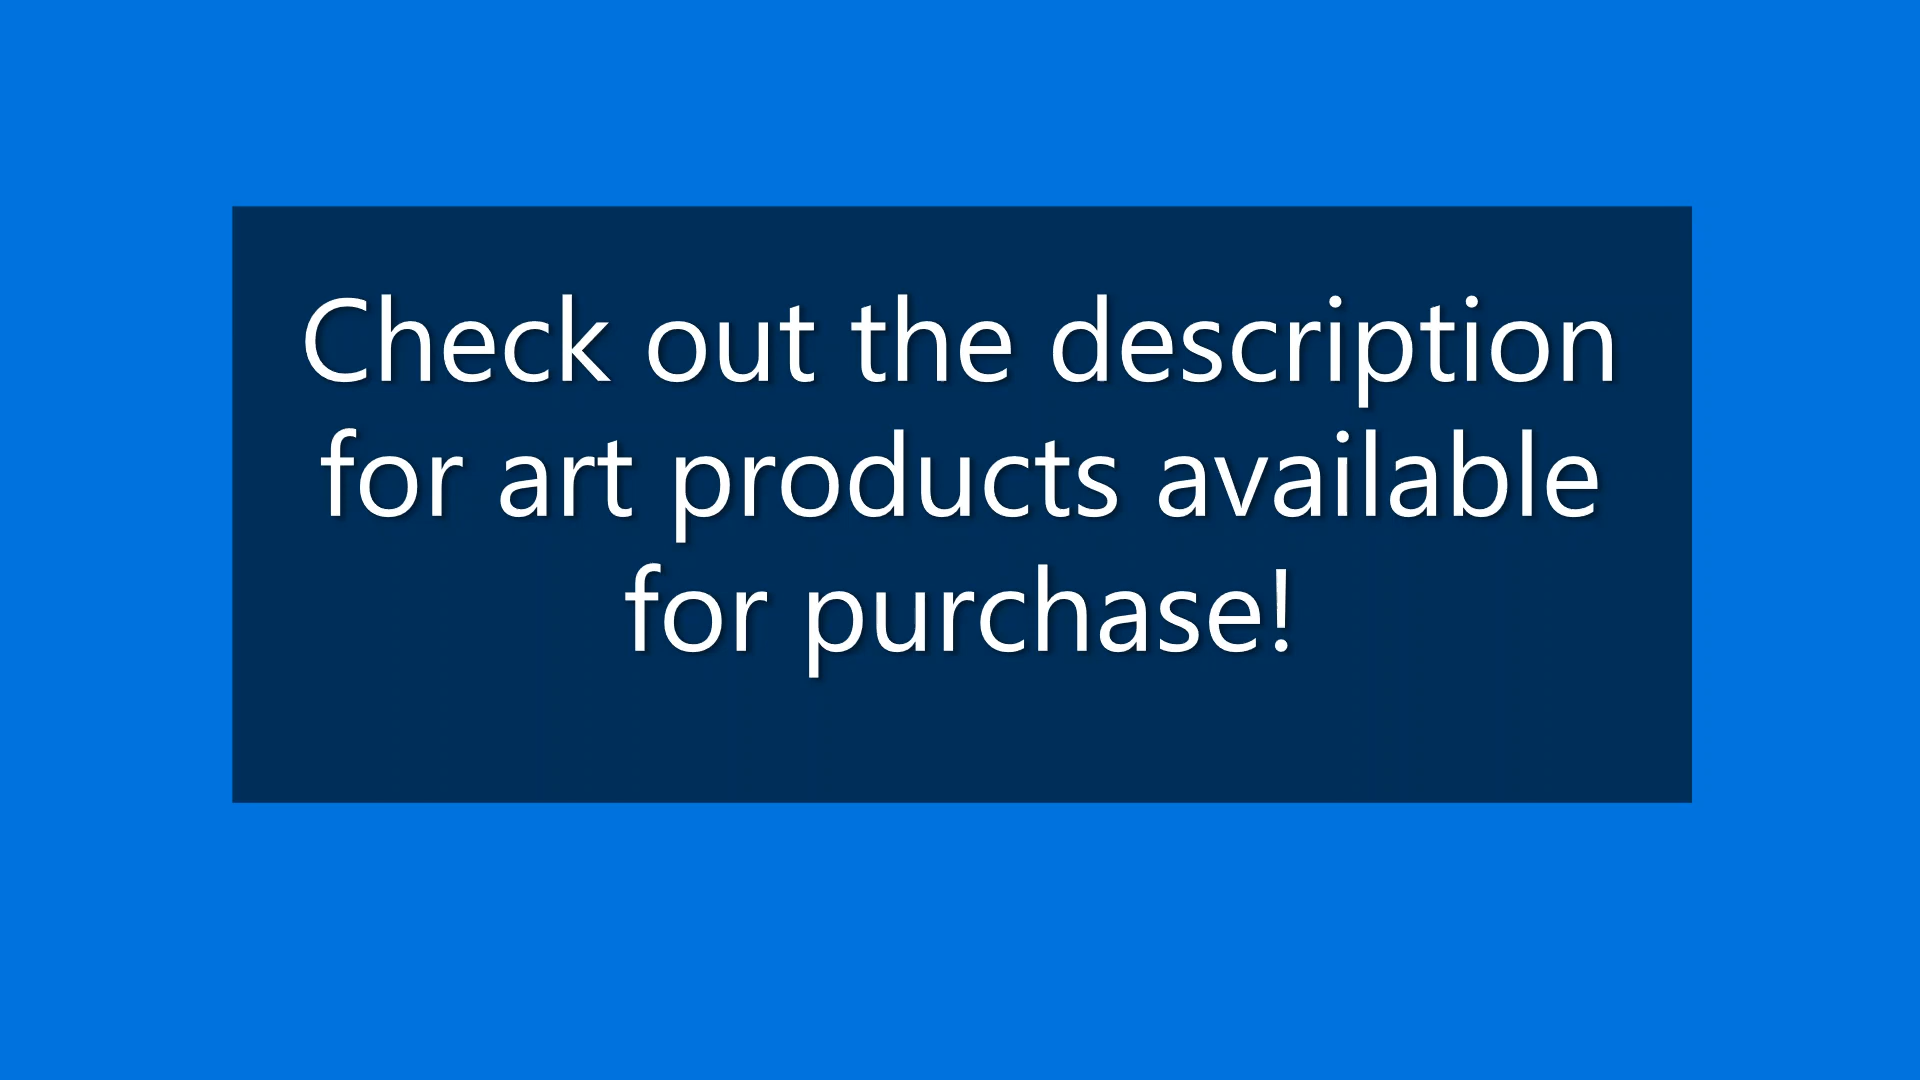 Check out the description
for art products available
for purchase!